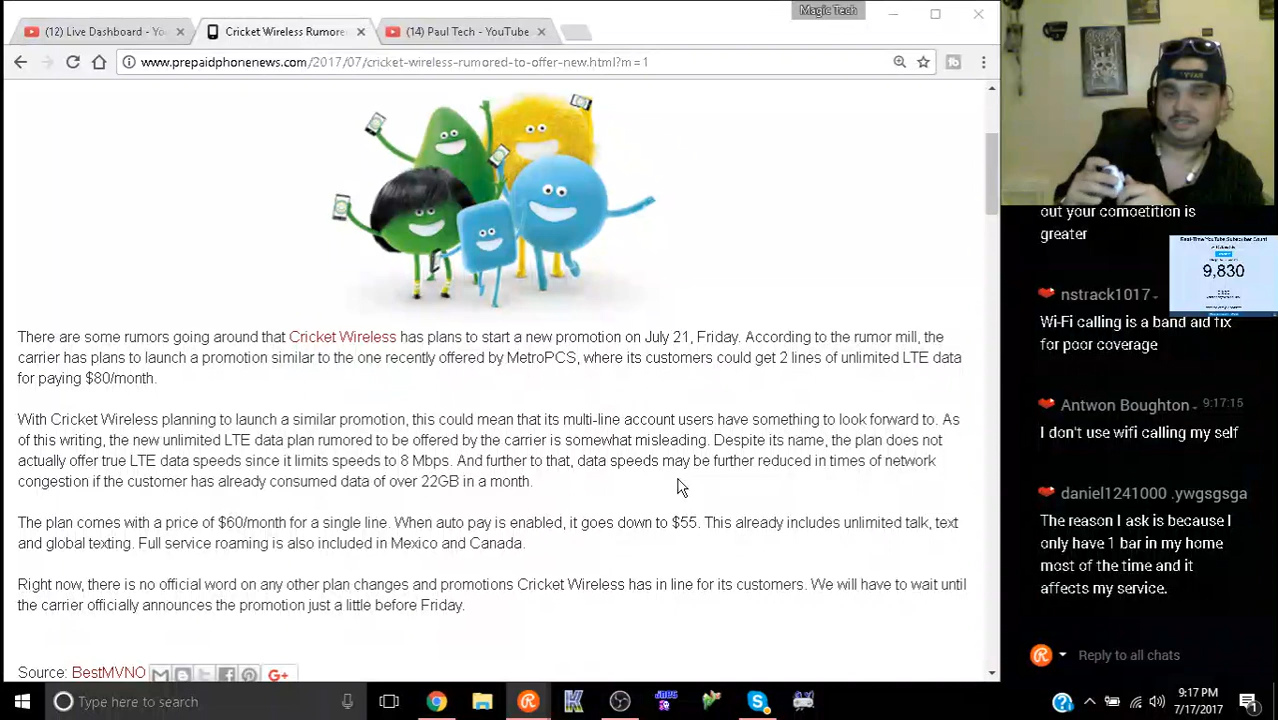 Magic Tech
(12) Live Dashboard - Yo
Cricket Wireless Rumore
(14) Paul Tech - YouTube
www.prepaidphonenews.com/2017/07/cricket-wireless-rumored-to-offer-new.html?m=1
There are some rumors going around that Cricket Wireless has plans to start a new promotion on July 21, Friday. According to the rumor mill, the
carrier has plans to launch a promotion similar to the one recently offered by MetroPCS, where its customers could get 2 lines of unlimited LTE data
for paying $80/month.
With Cricket Wireless planning to launch a similar promotion, this could mean that its multi-line account users have something to look forward to. As
of this writing, the new unlimited LTE data plan rumored to be offered by the carrier is somewhat misleading. Despite its name, the plan does not
actually offer true LTE data speeds since it limits speeds to 8 Mbps. And further to that, data speeds may be further reduced in times of network
congestion if the customer has already consumed data of over 22GB in a month.
The plan comes with a price of $60/month for a single line. When auto pay is enabled, it goes down to $55. This already includes unlimited talk, text
and global texting. Full service roaming is also included in Mexico and Canada.
Right now, there is no official word on any other plan changes and promotions Cricket Wireless has in line for its customers. We will have to wait until
the carrier officially announces the promotion just a little before Friday.
Source: BestMVNO
G+
out your comoetition is
greater
Real-Time YouTube Subscriber Count
9,830
nstrack1017
Wi-Fi calling is a band aid fix
for poor coverage
Antwon Boughton 9:17:15
I don't use wifi calling my self
daniel1241000 .ywgsgsga
The reason I ask is because I
only have 1 bar in my home
most of the time and it
affects my service.
Reply to all chats
Type here to search
9:17 PM
7/17/2017